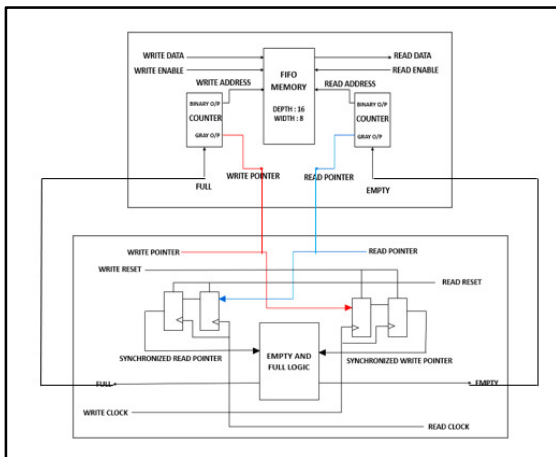 WRITE DATA
READ DATA
FIFO
MEMORY
WRITE ENABLE
READ ENABLE
WRITE ADDRESS
READ ADDRESS
DEPTH : 16
WIDTH : 8
BINARY O/P
COUNTER
GRAY O/P
BINARY O/P
COUNTER
GRAY O/P
WRITE POINTER
READ POINTER
FULL
EMPTY
WRITE POINTER
READ POINTER
WRITE RESET
READ RESET
EMPTY AND
FULL LOGIC
SYNCHRONIZED READ POINTER
SYNCHRONIZED WRITE POINTER
FULL
EMPTY
WRITE CLOCK
READ CLOCK